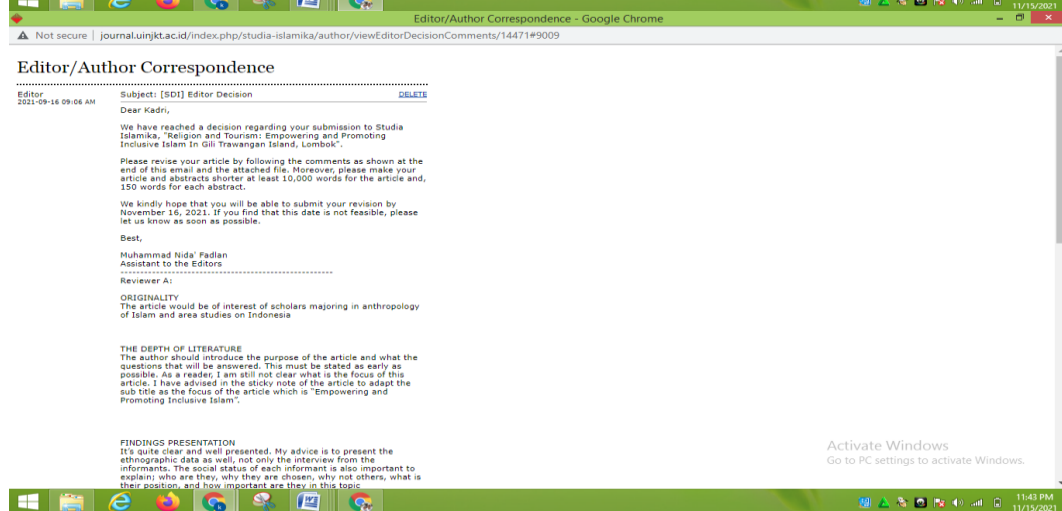 11/15/2021
Editor/Author Correspondence - Google Chrome
Not secure | journal.uinjkt.ac.id/index.php/studia-islamika/author/viewEditorDecisionComments/14471#9009
Editor/Author Correspondence
Editor
2021-09-16 09:06 AM
Subject: [SDI] Editor Decision
DELETE
Dear Kadri,
We have reached a decision regarding your submission to Studia
Islamika, "Religion and Tourism: Empowering and Promoting
Inclusive Islam In Gili Trawangan Island, Lombok".
Please revise your article by following the comments as shown at the
end of this email and the attached file. Moreover, please make your
article and abstracts shorter at least 10,000 words for the article and,
150 words for each abstract.
We kindly hope that you will be able to submit your revision by
November 16, 2021. If you find that this date is not feasible, please
let us know as soon as possible.
Best,
Muhammad Nida' Fadlan
Assistant to the Editors
------------------------------------------------------
Reviewer A:
ORIGINALITY
The article would be of interest of scholars majoring in anthropology
of Islam and area studies on Indonesia
THE DEPTH OF LITERATURE
The author should introduce the purpose of the article and what the
questions that will be answered. This must be stated as early as
possible. As a reader, I am still not clear what is the focus of this
article. I have advised in the sticky note of the article to adapt the
sub title as the focus of the article which is "Empowering and
Promoting Inclusive Islam".
FINDINGS PRESENTATION
It's quite clear and well presented. My advice is to present the
ethnographic data as well, not only the interview from the
informants. The social status of each informant is also important to
explain; who are they, why they are chosen, why not others, what is
their position, and how important are they in this topic
Activate Windows
Go to PC settings to activate Windows.
11:43 PM
11/15/2021